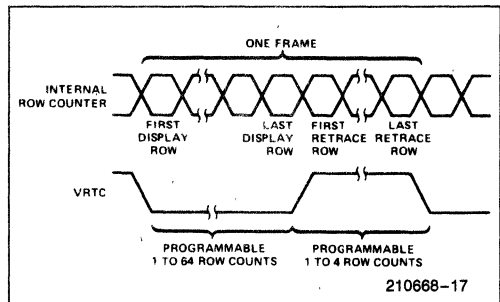 ONE FRAME
INTERNAL
ROW COUNTER
FIRST
DISPLAY
ROW
LAST
DISPLAY
ROW
FIRST
RETRACE
ROW
LAST
RETRACE
ROW
VRTC
PROGRAMMABLE
1 TO 64 ROW COUNTS
PROGRAMMABLE
1 TO 4 ROW COUNTS
210668-17